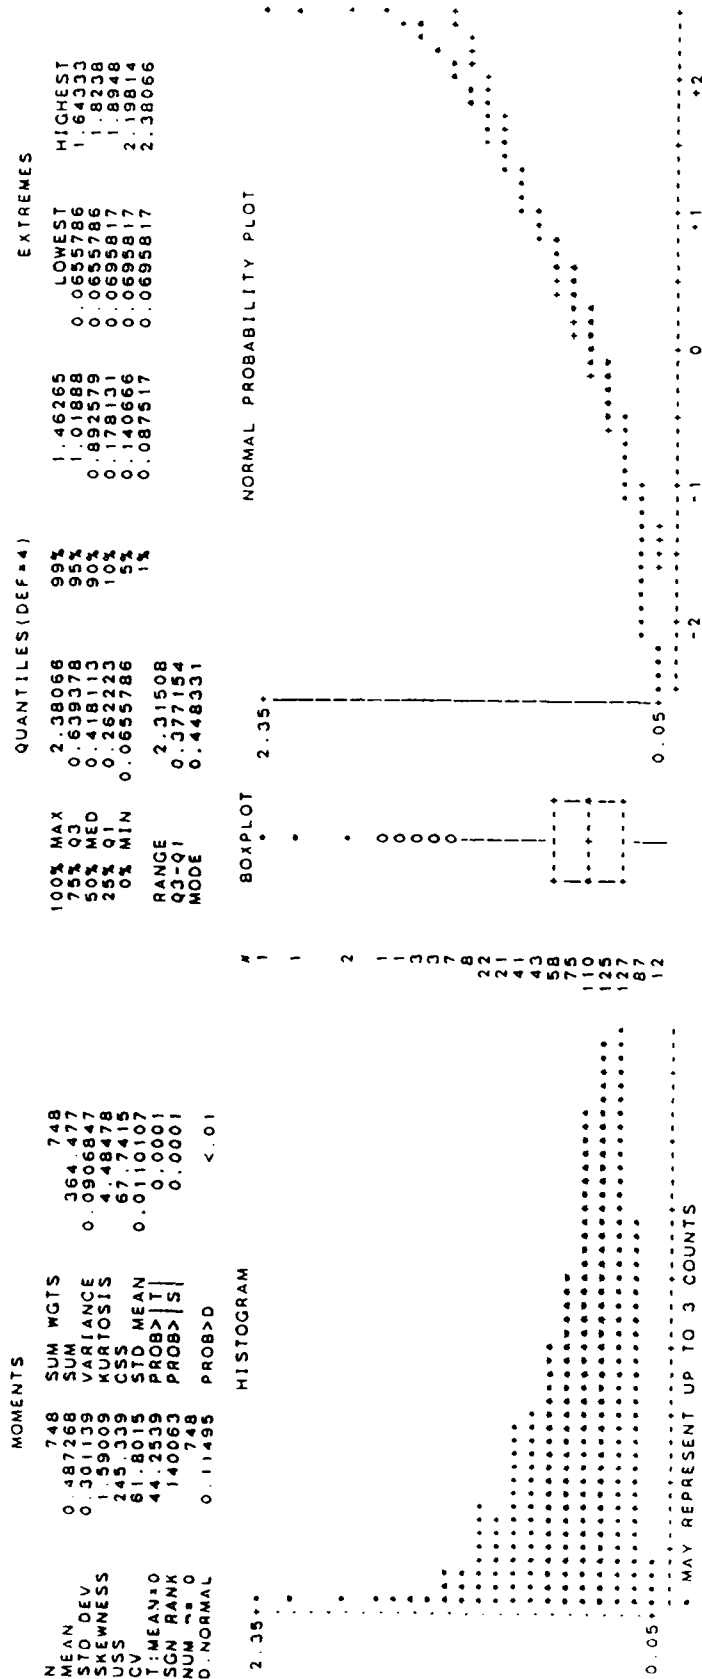 MOMENTS
N 748 SUM WGTS 748
MEAN 0.487268 SUM 364.477
STD DEV 0.301139 VARIANCE 0.0906847
SKEWNESS 1.59009 KURTOSIS 4.48478
USS 245.339 CSS 67.7415
CV 61.8015 STD MEAN 0.0110107
T:MEAN=0 44.2539 PROB>|T| 0.0001
SGN RANK 140063 PROB>|S| 0.0001
NUM ¬= 0 748
D:NORMAL 0.11495 PROB>D <.01
QUANTILES(DEF=4)
100% MAX 2.38066 99% 1.46265
75% Q3 0.639378 95% 1.01888
50% MED 0.418113 90% 0.892579
25% Q1 0.262223 10% 0.178131
0% MIN 0.0655786 5% 0.140666
1% 0.087517
RANGE 2.31508
Q3-Q1 0.377154
MODE 0.448331
EXTREMES
LOWEST HIGHEST
0.0655786 1.64333
0.0655786 1.8238
0.0695817 1.8948
0.0695817 2.19814
0.0695817 2.38066
HISTOGRAM
#
BOXPLOT
2.35+
1
1
2
1
1
3
3
7
8
22
21
41
43
58
75
110
125
127
87
12
0.05+
MAY REPRESENT UP TO 3 COUNTS
NORMAL PROBABILITY PLOT
2.35+
0.05+
-2 -1 0 +1 +2